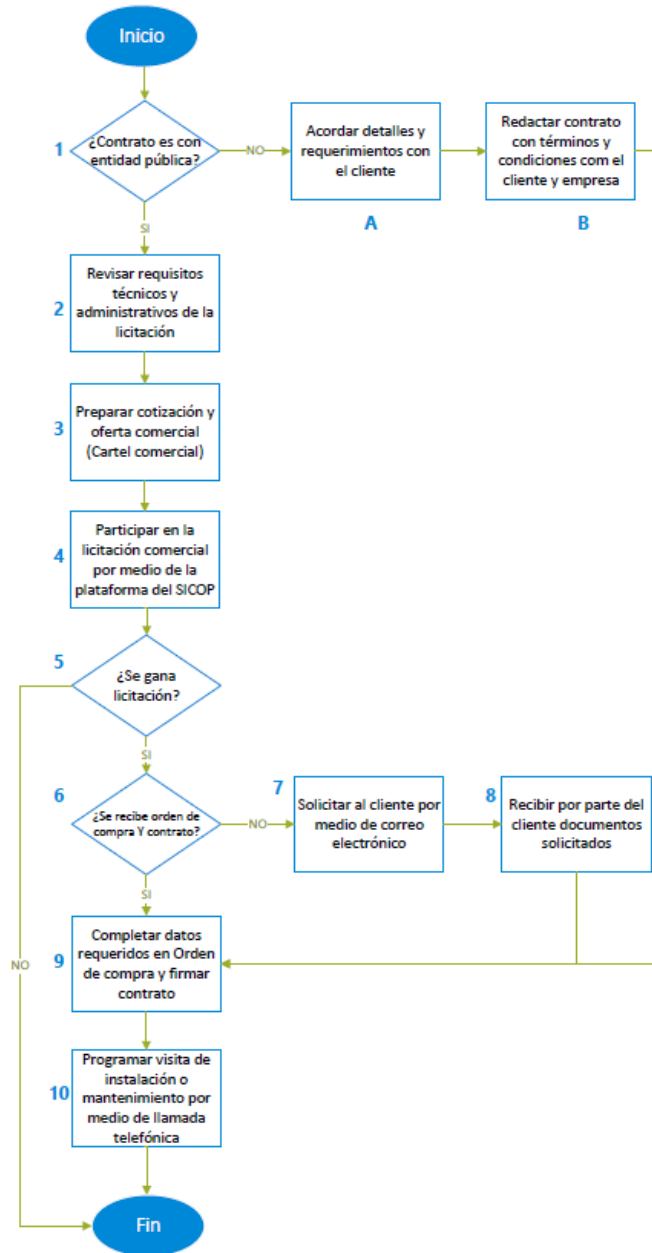 Inicio
1
¿Contrato es con
entidad pública?
NO
Acordar detalles y
requerimientos con
el cliente
A
Redactar contrato
con términos y
condiciones com el
cliente y empresa
B
SI
2
Revisar requisitos
técnicos y
administrativos de la
licitación
3
Preparar cotización y
oferta comercial
(Cartel comercial)
4
Participar en la
licitación comercial
por medio de la
plataforma del SICOP
5
¿Se gana
licitación?
SI
6
¿Se recibe orden de
compra Y contrato?
NO
7
Solicitar al cliente por
medio de correo
electrónico
8
Recibir por parte del
cliente documentos
solicitados
SI
NO
9
Completar datos
requeridos en Orden
de compra y firmar
contrato
10
Programar visita de
instalación o
mantenimiento por
medio de llamada
telefónica
Fin